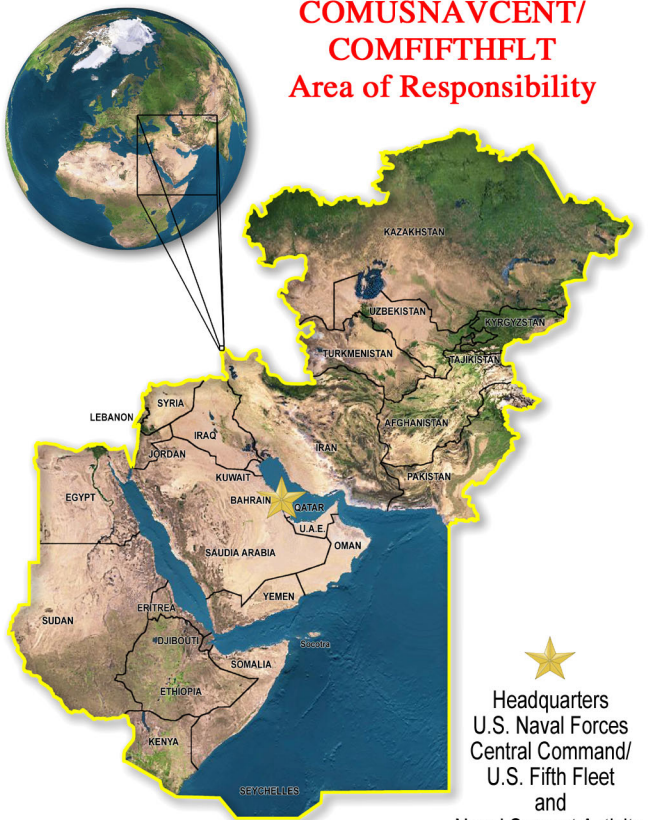 COMUSNAVCENT/
COMFIFTHFLT
Area of Responsibility
KAZAKHSTAN
UZBEKISTAN
KYRGYZSTAN
TURKMENISTAN
TAJIKISTAN
SYRIA
LEBANON
AFGHANISTAN
IRAQ
IRAN
JORDAN
KUWAIT
PAKISTAN
EGYPT
BAHRAIN
QATAR
U.A.E.
OMAN
SAUDIA ARABIA
YEMEN
ERITREA
SUDAN
DJIBOUTI
Socotra
SOMALIA
ETHIOPIA
KENYA
SEYCHELLES
Headquarters
U.S. Naval Forces
Central Command/
U.S. Fifth Fleet
and